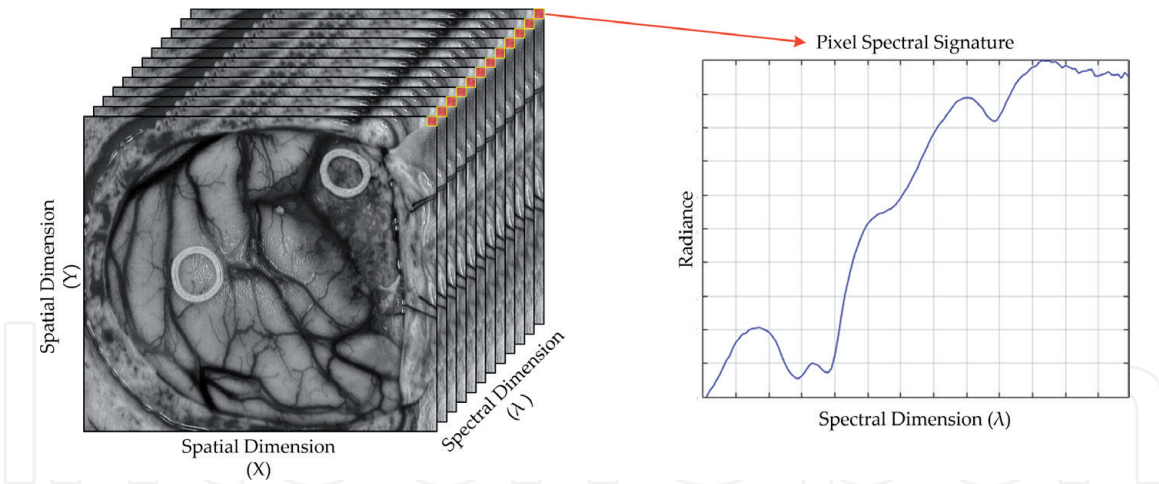 Pixel Spectral Signature
Spatial Dimension
(Y)
Radiance
Spectral Dimension
(λ)
Spatial Dimension
(X)
Spectral Dimension (λ)